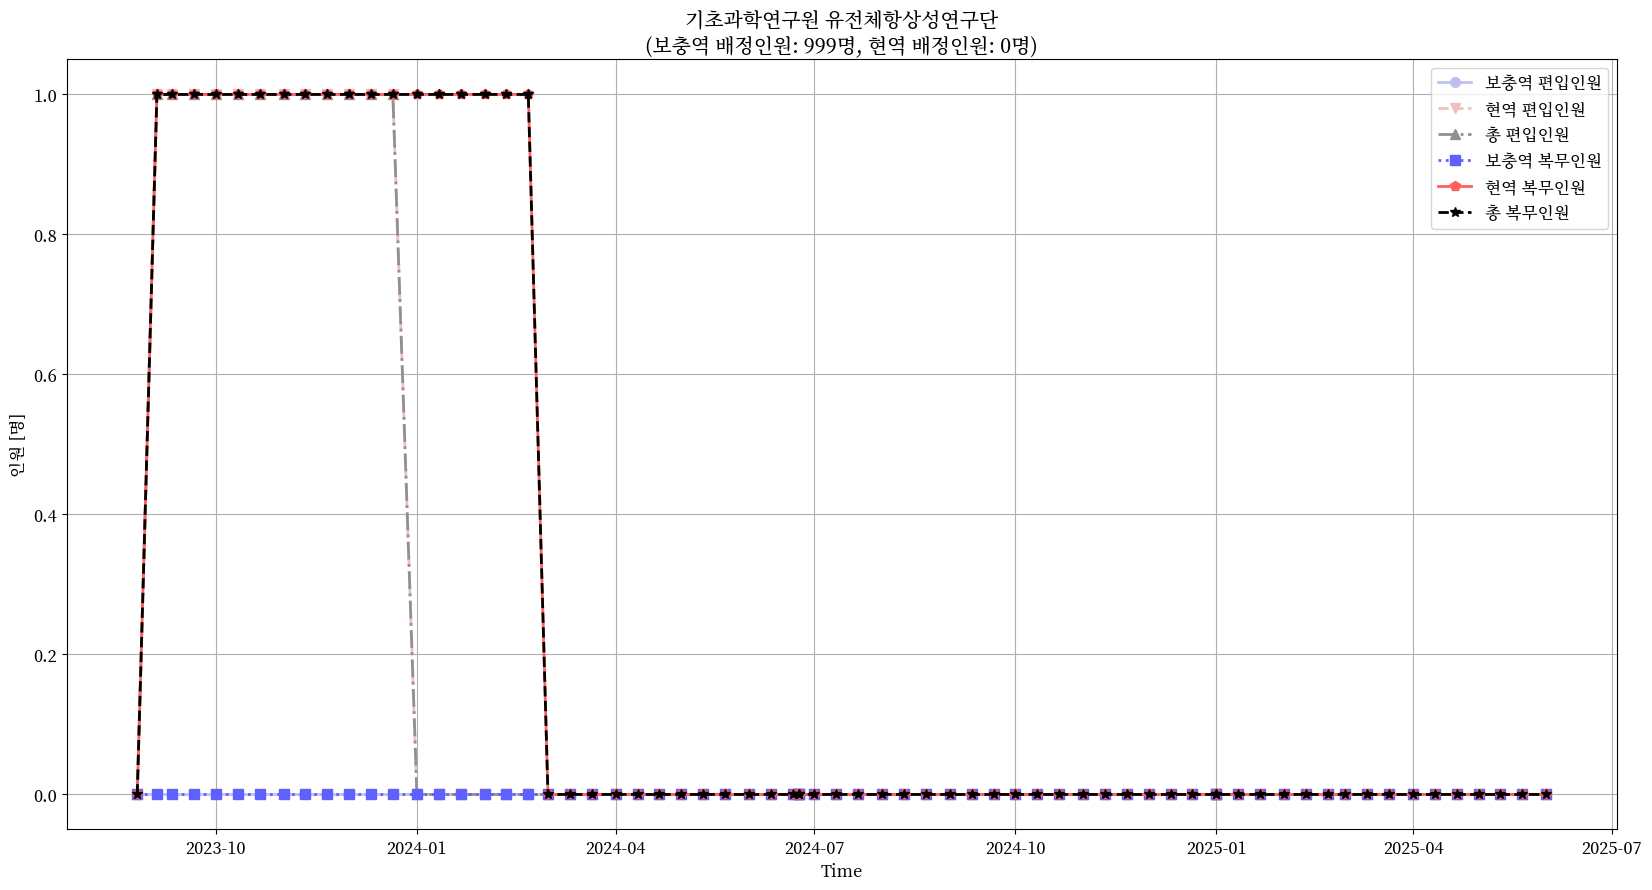 기초과학연구원 유전체항상성연구단
(보충역 배정인원: 999명, 현역 배정인원: 0명)
보충역 편입인원
현역 편입인원
총 편입인원
보충역 복무인원
현역 복무인원
총 복무인원
인원 [명]
1.0
0.8
0.6
0.4
0.2
0.0
2023-10
2024-01
2024-04
2024-07
2024-10
2025-01
2025-04
2025-07
Time